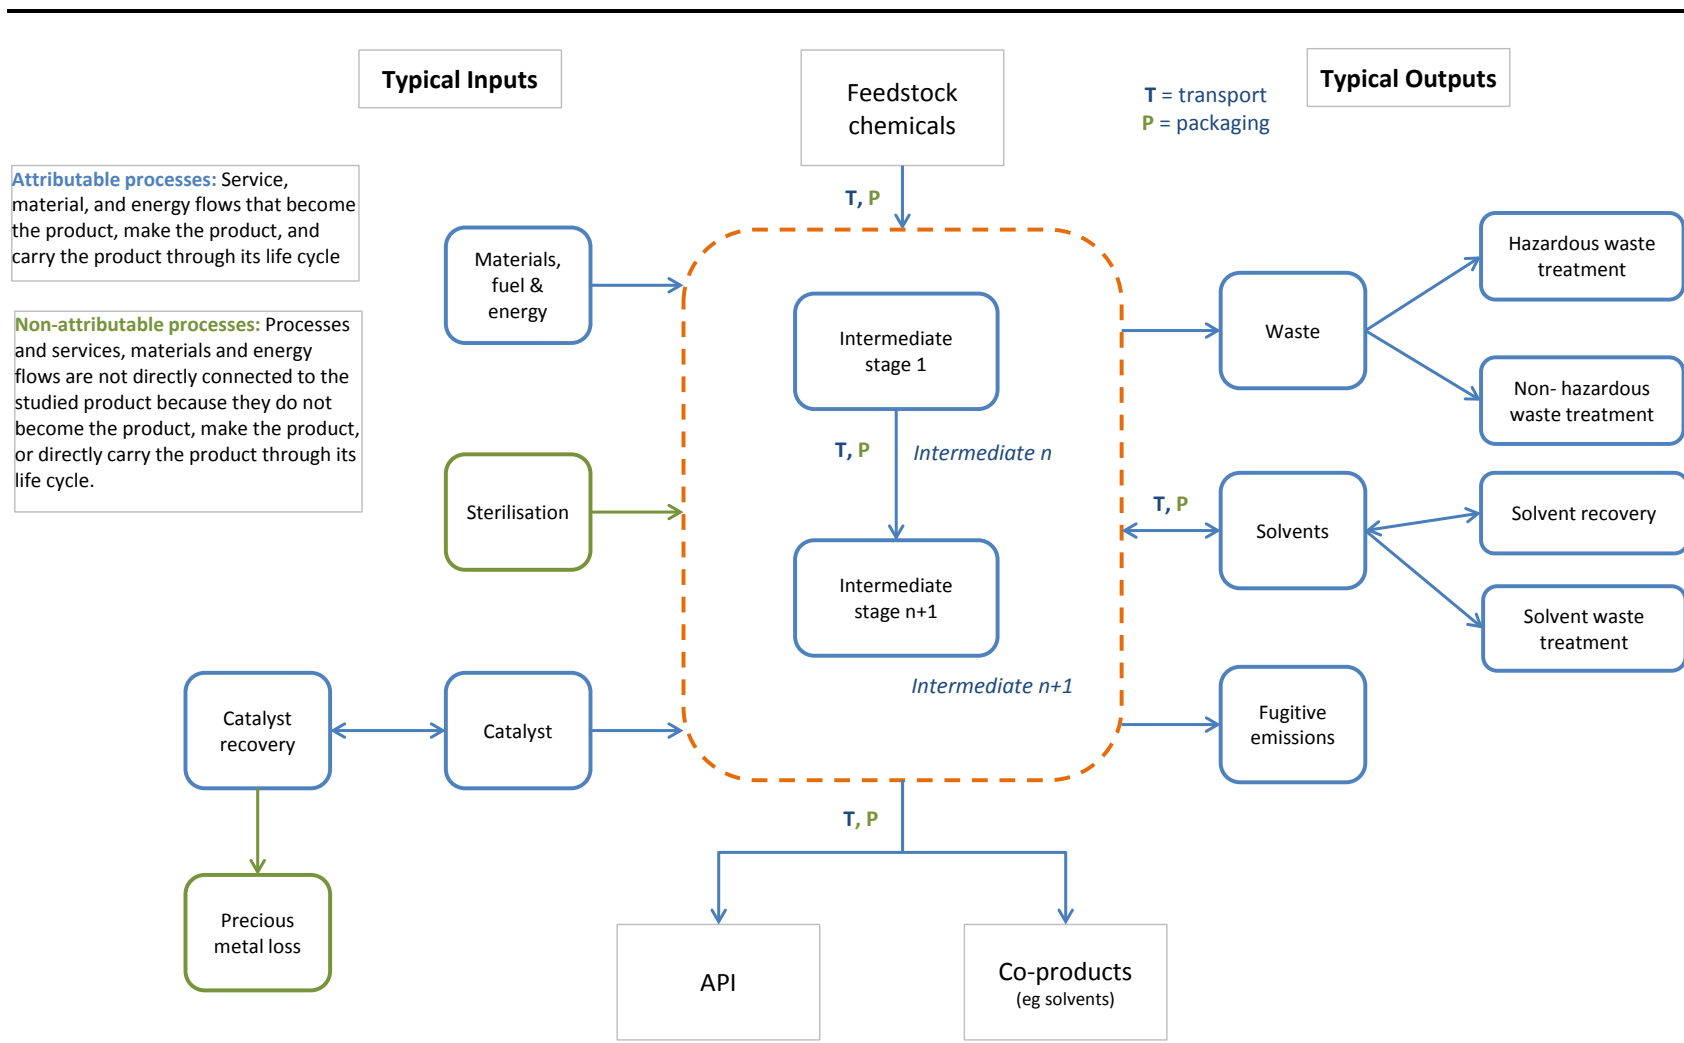 Typical Inputs
Feedstock
chemicals
T = transport
P = packaging
Typical Outputs
Attributable processes: Service,
material, and energy flows that become
the product, make the product, and
carry the product through its life cycle
Non-attributable processes: Processes
and services, materials and energy
flows are not directly connected to the
studied product because they do not
become the product, make the product,
or directly carry the product through its
life cycle.
T, P
Materials,
fuel &
energy
Intermediate
stage 1
Waste
Hazardous waste
treatment
Non- hazardous
waste treatment
T, P
Intermediate n
Sterilisation
T, P
Solvents
Solvent recovery
Intermediate
stage n+1
Solvent waste
treatment
Intermediate n+1
Catalyst
recovery
Catalyst
Fugitive
emissions
T, P
Precious
metal loss
API
Co-products
(eg solvents)